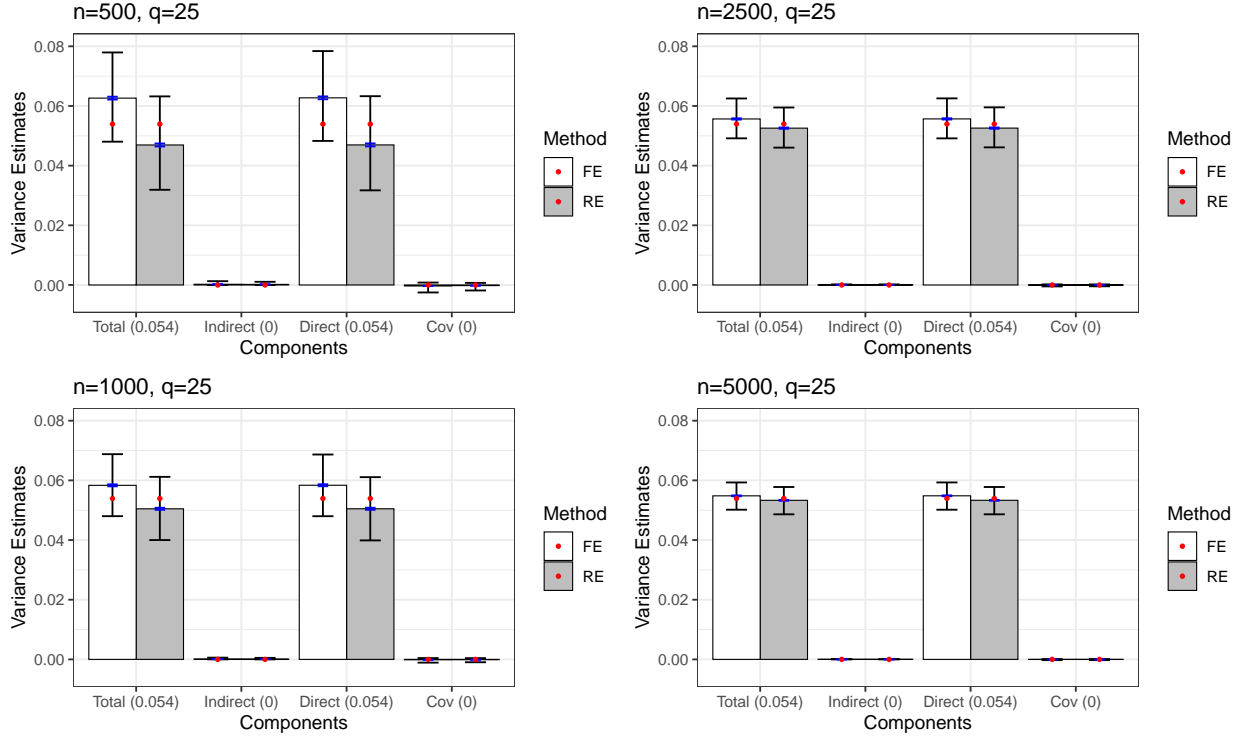 n=500, q=25
0.08
0.06
0.04
0.02
0.00
Variance Estimates
Total (0.054) Indirect (0) Direct (0.054) Cov (0)
Components
Method
FE
RE
n=2500, q=25
0.08
0.06
0.04
0.02
0.00
Variance Estimates
Total (0.054) Indirect (0) Direct (0.054) Cov (0)
Components
Method
FE
RE
n=1000, q=25
0.08
0.06
0.04
0.02
0.00
Variance Estimates
Total (0.054) Indirect (0) Direct (0.054) Cov (0)
Components
Method
FE
RE
n=5000, q=25
0.08
0.06
0.04
0.02
0.00
Variance Estimates
Total (0.054) Indirect (0) Direct (0.054) Cov (0)
Components
Method
FE
RE